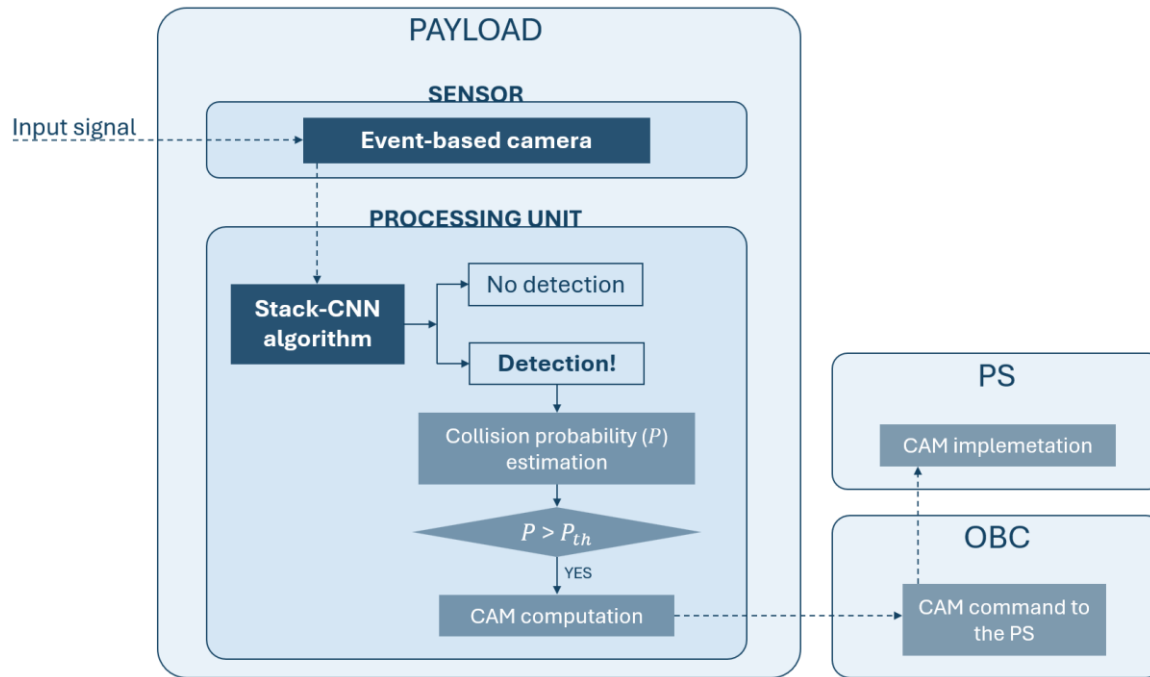 PAYLOAD
SENSOR
Input signal
Event-based camera
PROCESSING UNIT
Stack-CNN
algorithm
No detection
Detection!
Collision probability (P)
estimation
P > P_th
YES
CAM computation
PS
CAM implemetation
OBC
CAM command to
the PS